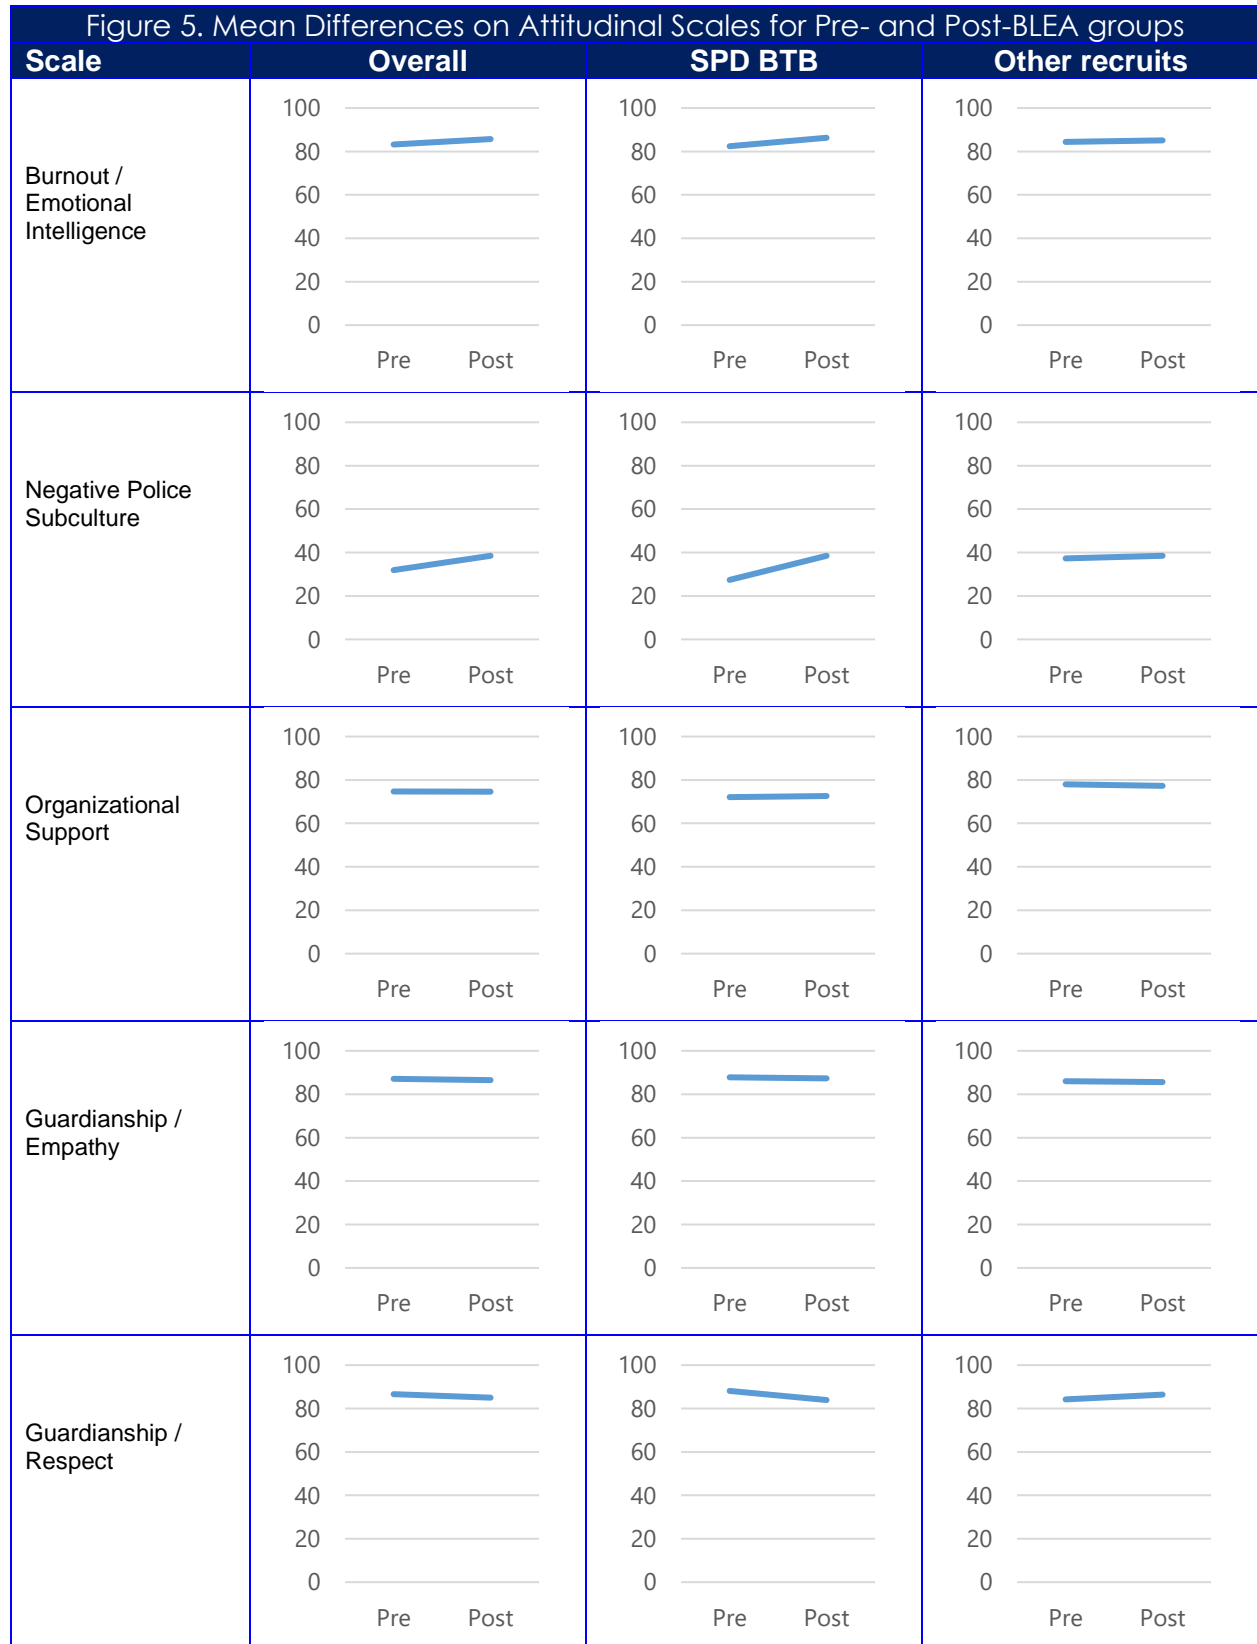 Figure 5. Mean Differences on Attitudinal Scales for Pre- and Post-BLEA groups
Scale Overall SPD BTB Other recruits
Burnout /
Emotional
Intelligence
100 100 100
80 80 80
60 60 60
40 40 40
20 20 20
0 0 0
Pre Post Pre Post Pre Post
Negative Police
Subculture
100 100 100
80 80 80
60 60 60
40 40 40
20 20 20
0 0 0
Pre Post Pre Post Pre Post
Organizational
Support
100 100 100
80 80 80
60 60 60
40 40 40
20 20 20
0 0 0
Pre Post Pre Post Pre Post
Guardianship /
Empathy
100 100 100
80 80 80
60 60 60
40 40 40
20 20 20
0 0 0
Pre Post Pre Post Pre Post
Guardianship /
Respect
100 100 100
80 80 80
60 60 60
40 40 40
20 20 20
0 0 0
Pre Post Pre Post Pre Post